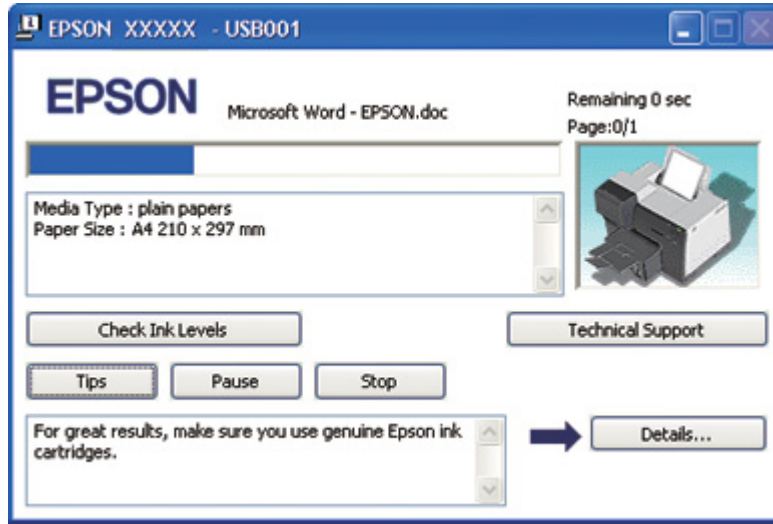 EPSON XXXXX - USB001
EPSON
Microsoft Word - EPSON.doc
Remaining 0 sec
Page:0/1
Media Type : plain papers
Paper Size : A4 210 x 297 mm
Check Ink Levels
Technical Support
Tips
Pause
Stop
For great results, make sure you use genuine Epson ink
cartridges.
Details...